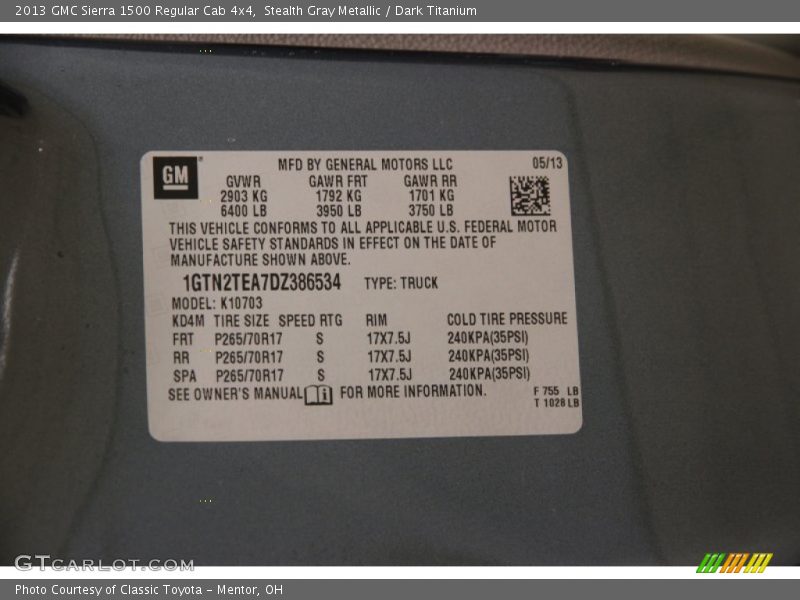 2013 GMC Sierra 1500 Regular Cab 4x4, Stealth Gray Metallic / Dark Titanium
GM
MFD BY GENERAL MOTORS LLC 05/13
GVWR GAWR FRT GAWR RR
2903 KG 1792 KG 1701 KG
6400 LB 3950 LB 3750 LB
THIS VEHICLE CONFORMS TO ALL APPLICABLE U.S. FEDERAL MOTOR
VEHICLE SAFETY STANDARDS IN EFFECT ON THE DATE OF
MANUFACTURE SHOWN ABOVE.
1GTN2TEA7DZ386534 TYPE: TRUCK
MODEL: K10703
KD4M TIRE SIZE SPEED RTG RIM COLD TIRE PRESSURE
FRT P265/70R17 S 17X7.5J 240KPA(35PSI)
RR P265/70R17 S 17X7.5J 240KPA(35PSI)
SPA P265/70R17 S 17X7.5J 240KPA(35PSI)
SEE OWNER'S MANUAL FOR MORE INFORMATION.
F 755 LB
T 1028 LB
GTCARLOT.COM
Photo Courtesy of Classic Toyota - Mentor, OH